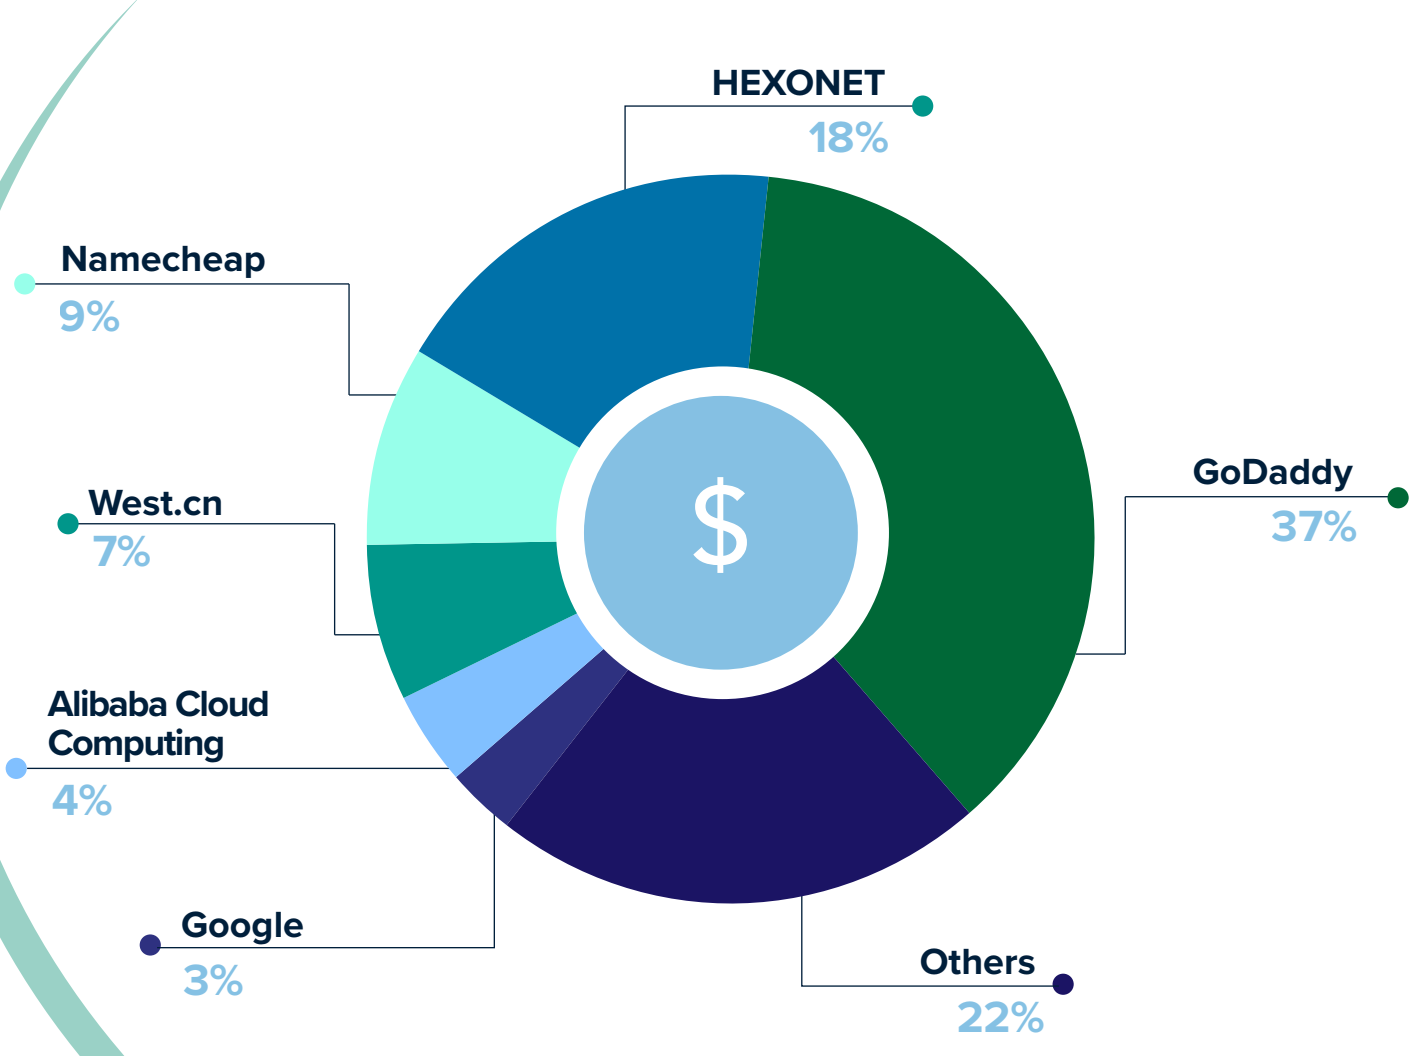 HEXONET
18%
Namecheap
9%
GoDaddy
37%
West.cn
7%
$
Alibaba Cloud
Computing
4%
Google
3%
Others
22%